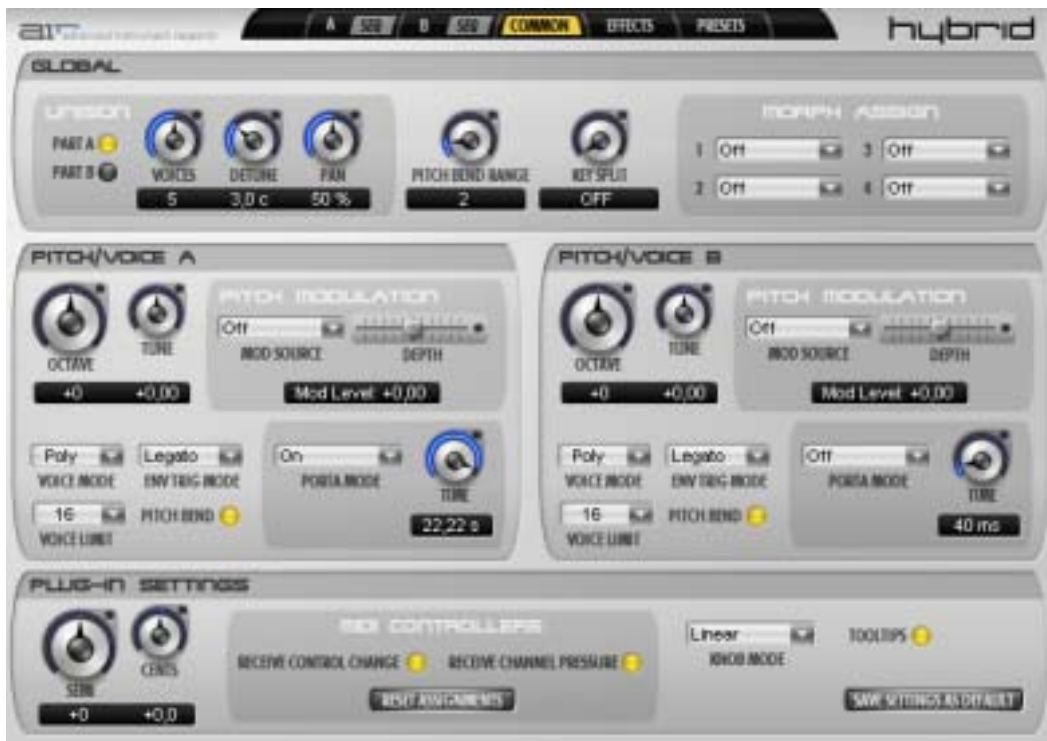 air
A SEQ B SEQ COMMON EFFECTS PRESETS
hybrid
GLOBAL
UNISON
PART A
PART B
VOICES DETUNE PAN
5 3,0 c 50 %
PITCH BEND RANGE
2
KEY SPLIT
OFF
MORPH ASSIGN
1 Off 3 Off
2 Off 4 Off
PITCH/VOICE A
OCTAVE TUNE
+0 +0,00
PITCH MODULATION
Off
MOD SOURCE DEPTH
Mod Level: +0,00
Poly Legato
VOICE MODE ENV TRIG MODE
16 PITCH BEND
VOICE LIMIT
On
PORTA MODE
TIME
22,22 s
PITCH/VOICE B
OCTAVE TUNE
+0 +0,00
PITCH MODULATION
Off
MOD SOURCE DEPTH
Mod Level: +0,00
Poly Legato
VOICE MODE ENV TRIG MODE
16 PITCH BEND
VOICE LIMIT
Off
PORTA MODE
TIME
40 ms
PLUG-IN SETTINGS
SEMI CENTS
+0 +0,0
MIDI CONTROLLERS
RECEIVE CONTROL CHANGE RECEIVE CHANNEL PRESSURE
RESET ASSIGNMENTS
Linear
KNOB MODE
TOOLTIPS
SAVE SETTINGS AS DEFAULT